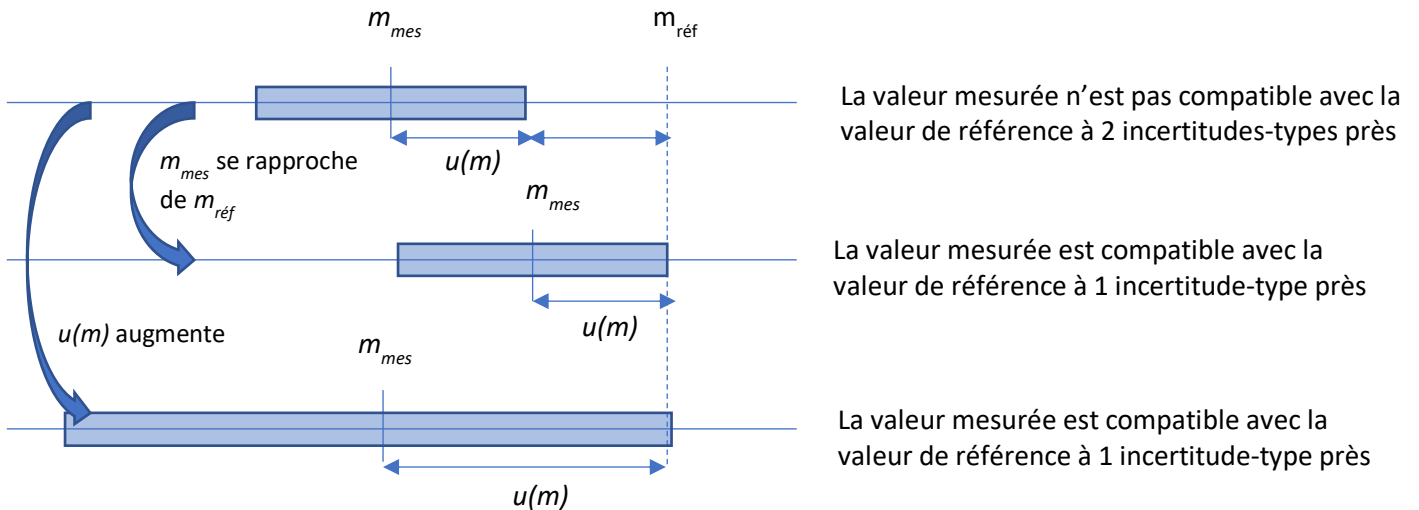 m_mes
m_réf
La valeur mesurée n’est pas compatible avec la
valeur de référence à 2 incertitudes-types près
u(m)
m_mes se rapproche
de m_réf
m_mes
La valeur mesurée est compatible avec la
valeur de référence à 1 incertitude-type près
u(m)
u(m) augmente
m_mes
La valeur mesurée est compatible avec la
valeur de référence à 1 incertitude-type près
u(m)